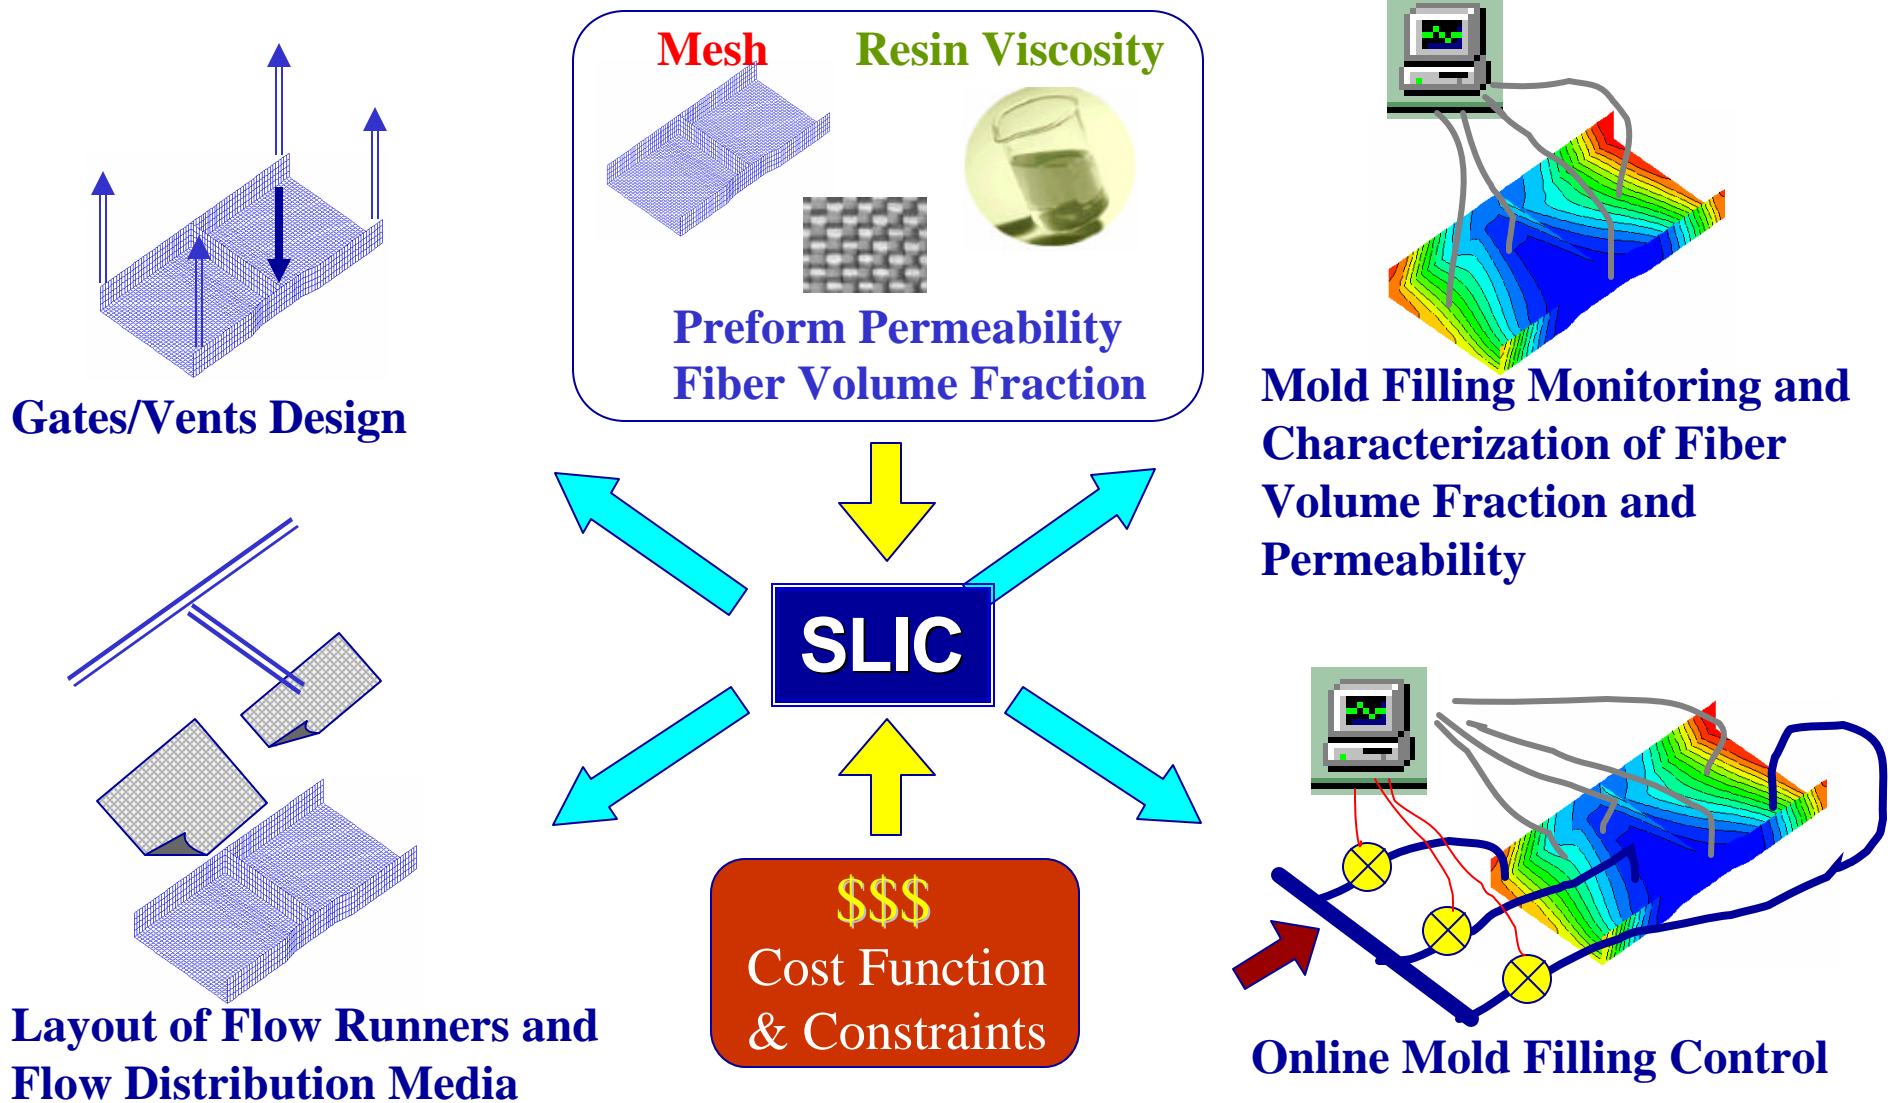 Mesh
Resin Viscosity
Preform Permeability
Fiber Volume Fraction
Gates/Vents Design
Mold Filling Monitoring and
Characterization of Fiber
Volume Fraction and
Permeability
SLIC
$$$
Cost Function
& Constraints
Layout of Flow Runners and
Flow Distribution Media
Online Mold Filling Control